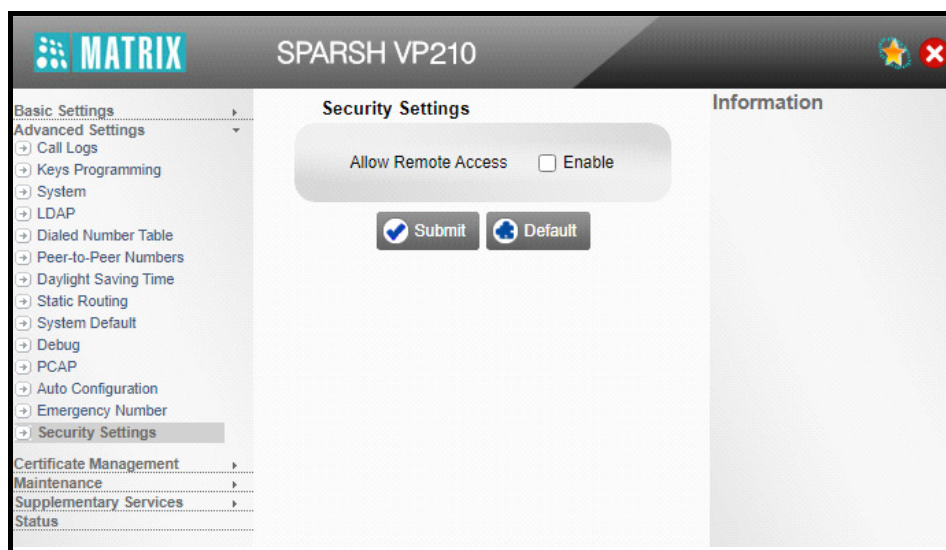 MATRIX
SPARSH VP210
Basic Settings
Advanced Settings
Call Logs
Keys Programming
System
LDAP
Dialed Number Table
Peer-to-Peer Numbers
Daylight Saving Time
Static Routing
System Default
Debug
PCAP
Auto Configuration
Emergency Number
Security Settings
Certificate Management
Maintenance
Supplementary Services
Status
Security Settings
Allow Remote Access Enable
Submit Default
Information